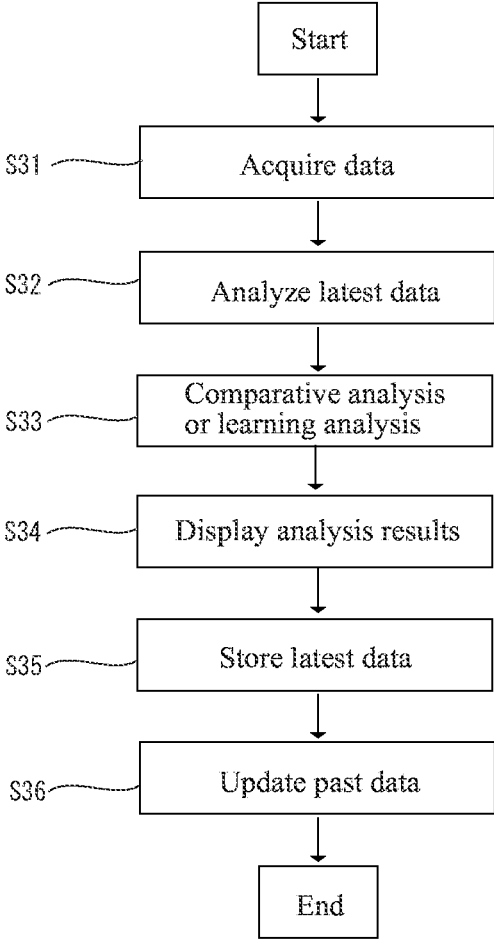 Start
S31
Acquire data
S32
Analyze latest data
S33
Comparative analysis
or learning analysis
S34
Display analysis results
S35
Store latest data
S36
Update past data
End